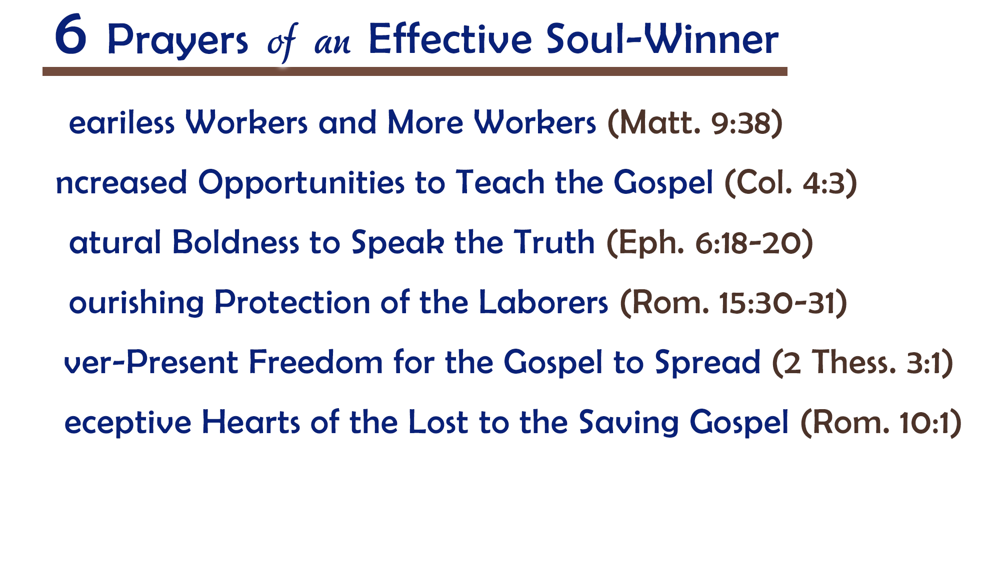 6 Prayers of an Effective Soul-Winner
eariless Workers and More Workers (Matt. 9:38)
ncreased Opportunities to Teach the Gospel (Col. 4:3)
atural Boldness to Speak the Truth (Eph. 6:18-20)
ourishing Protection of the Laborers (Rom. 15:30-31)
ver-Present Freedom for the Gospel to Spread (2 Thess. 3:1)
eceptive Hearts of the Lost to the Saving Gospel (Rom. 10:1)